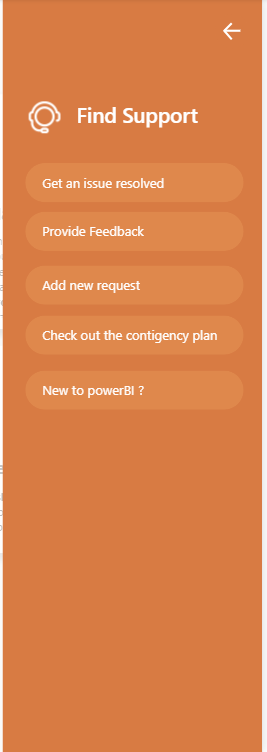 Find Support
Get an issue resolved
Provide Feedback
Add new request
Check out the contigency plan
New to powerBI ?